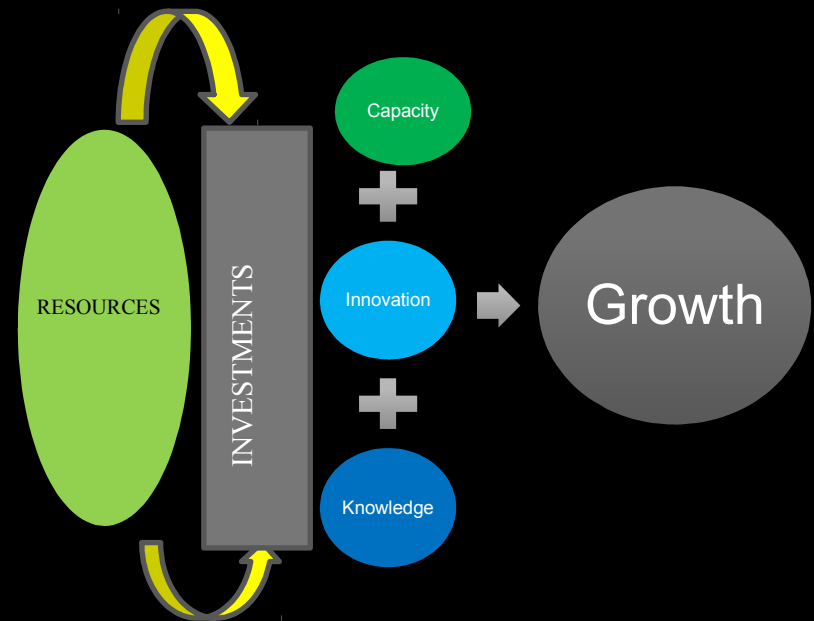 RESOURCES
INVESTMENTS
Capacity
Innovation
Knowledge
Growth